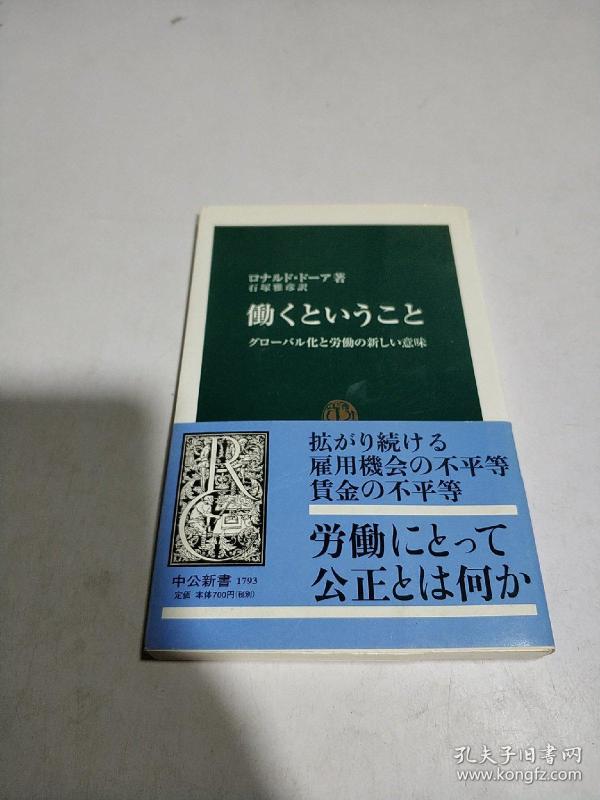 ロナルド・ドーア 著
石塚雅彦 訳
働くということ
グローバル化と労働の新しい意味
拡がり続ける
雇用機会の不平等
賃金の不平等
労働にとって
公正とは何か
R
C
中公新書 1793
定価 本体700円(税別)
孔夫子旧书网
www.kongfz.com